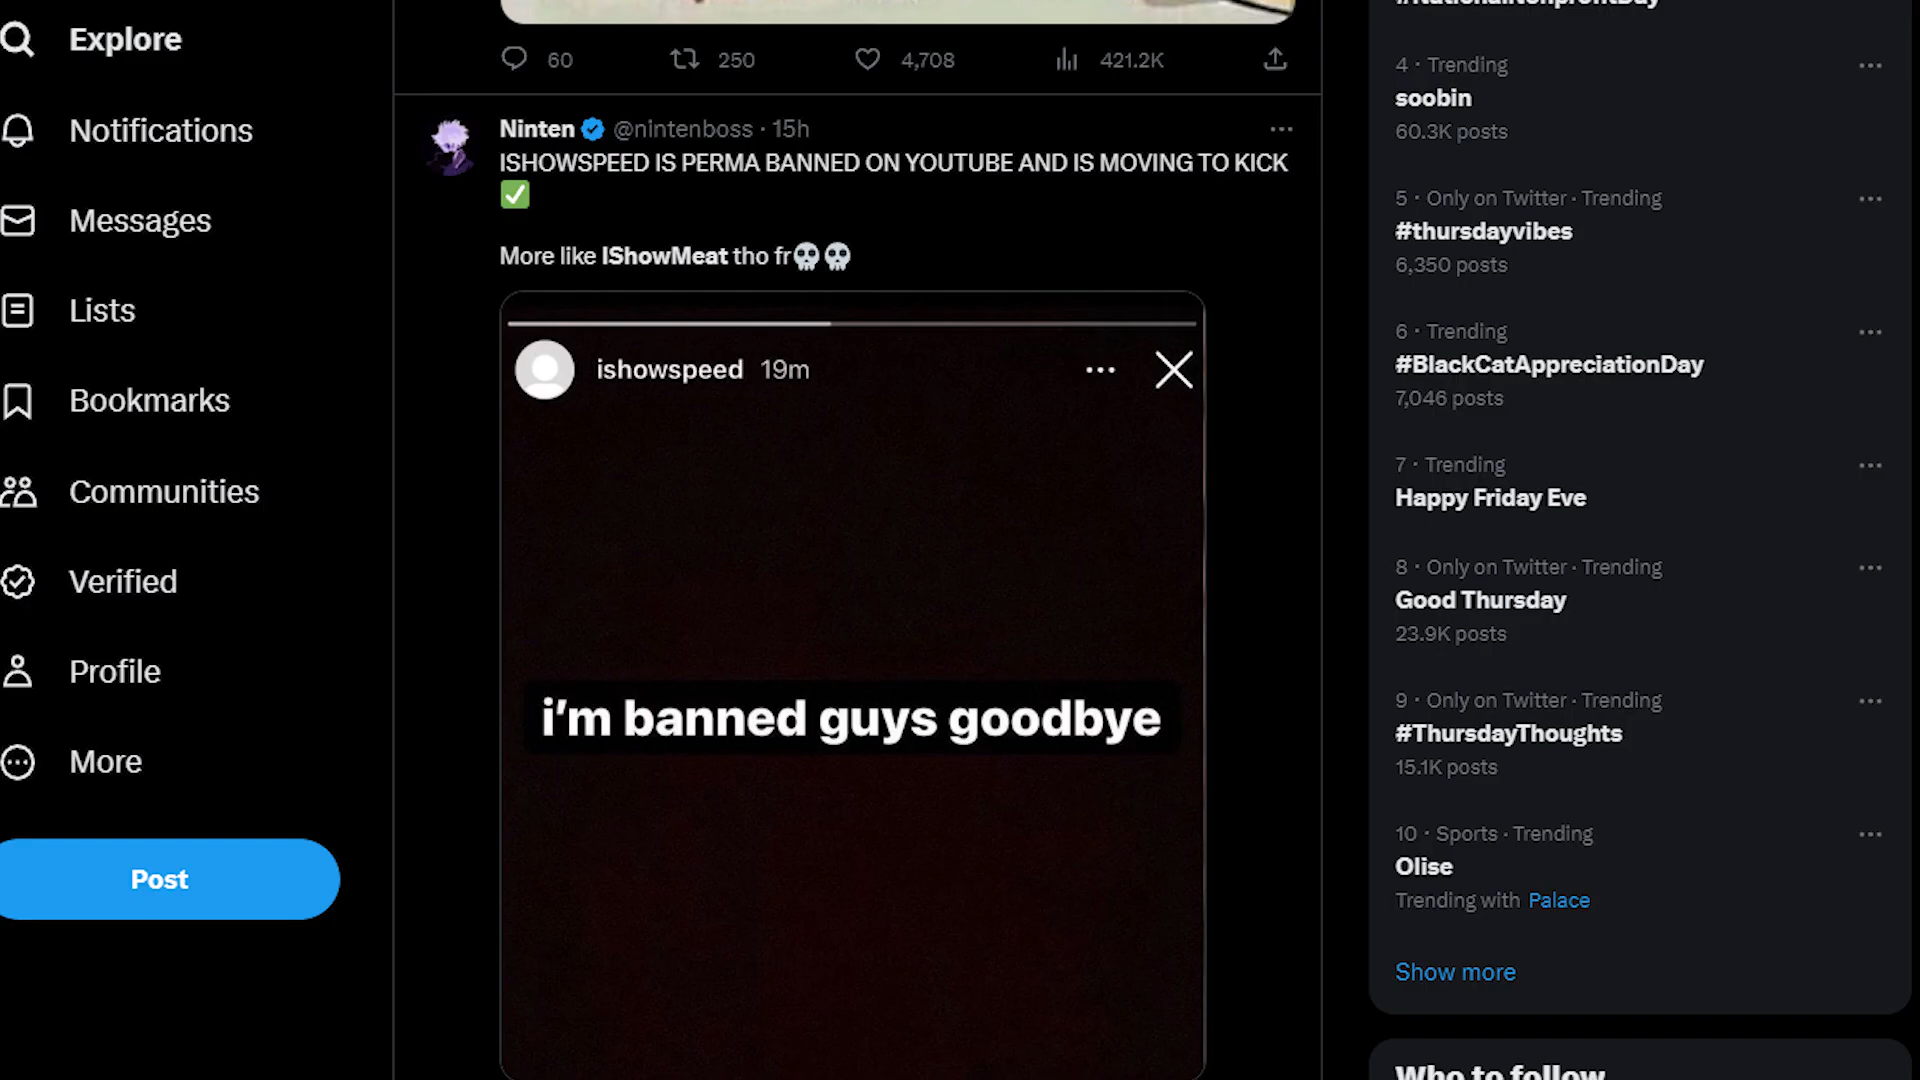 Explore
Notifications
Messages
Lists
Bookmarks
Communities
Verified
Profile
More
Post
60 250 4,708 421.2K
Ninten @nintenboss · 15h
ISHOWSPEED IS PERMA BANNED ON YOUTUBE AND IS MOVING TO KICK
✅
More like IShowMeat tho fr💀💀
ishowspeed 19m
i'm banned guys goodbye
#NationalNonprofitDay
4 · Trending
soobin
60.3K posts
5 · Only on Twitter · Trending
#thursdayvibes
6,350 posts
6 · Trending
#BlackCatAppreciationDay
7,046 posts
7 · Trending
Happy Friday Eve
8 · Only on Twitter · Trending
Good Thursday
23.9K posts
9 · Only on Twitter · Trending
#ThursdayThoughts
15.1K posts
10 · Sports · Trending
Olise
Trending with Palace
Show more
Who to follow